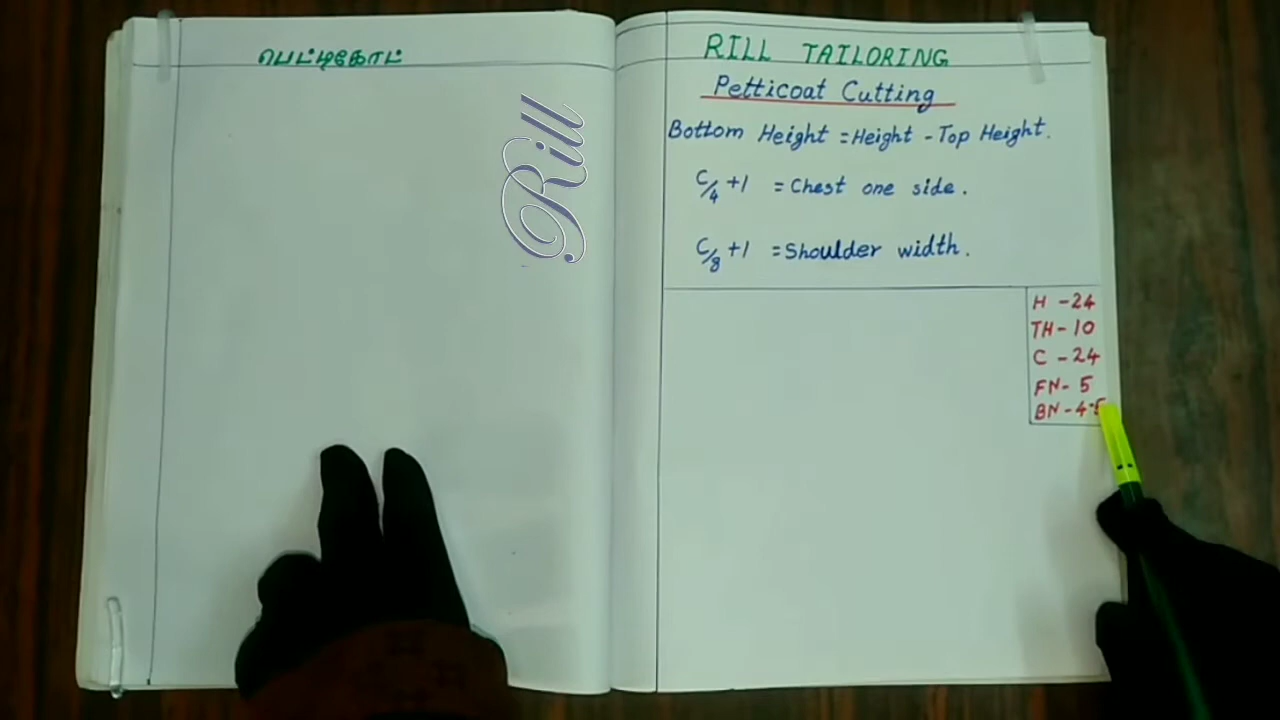 பெட்டிகோட்
Rill
RILL TAILORING
Petticoat Cutting
Bottom Height = Height - Top Height.
C/4 +1 = Chest one side.
C/8 +1 = Shoulder width.
H - 24
TH - 10
C - 24
FN - 5
BN - 4.5